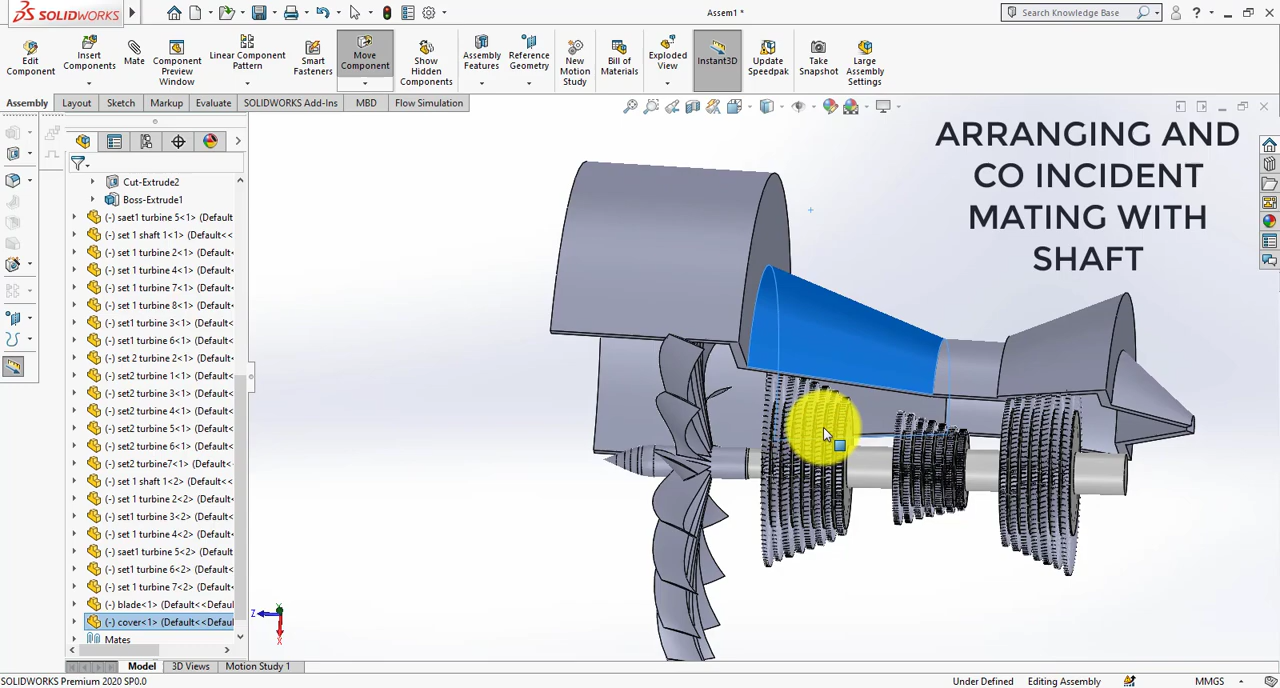 SOLIDWORKS
Assem1 *
Search Knowledge Base
Edit Component
Insert Components
Mate
Component Preview Window
Linear Component Pattern
Smart Fasteners
Move Component
Show Hidden Components
Assembly Features
Reference Geometry
New Motion Study
Bill of Materials
Exploded View
Instant3D
Update Speedpak
Take Snapshot
Large Assembly Settings
Assembly
Layout
Sketch
Markup
Evaluate
SOLIDWORKS Add-Ins
MBD
Flow Simulation
ARRANGING AND
CO INCIDENT
MATING WITH
SHAFT
Cut-Extrude2
Boss-Extrude1
(-) saet1 turbine 5<1> (Default
(-) set 1 shaft 1<1> (Default<<
(-) set 1 turbine 2<1> (Default
(-) set 1 turbine 4<1> (Default
(-) set 1 turbine 7<1> (Default
(-) set 1 turbine 8<1> (Default
(-) set1 turbine 3<1> (Default<
(-) set1 turbine 6<1> (Default<
(-) set 2 turbine 2<1> (Default
(-) set2 turbine 1<1> (Default<
(-) set2 turbine 3<1> (Default<
(-) set2 turbine 4<1> (Default<
(-) set2 turbine 5<1> (Default<
(-) set2 turbine 6<1> (Default<
(-) set2 turbine7<1> (Default<
(-) set 1 shaft 1<2> (Default<<
(-) set 1 turbine 2<2> (Default
(-) set1 turbine 3<2> (Default<
(-) set 1 turbine 4<2> (Default
(-) saet1 turbine 5<2> (Default
(-) set1 turbine 6<2> (Default<
(-) set 1 turbine 7<2> (Default
(-) blade<1> (Default<<Defaul
(-) cover<1> (Default<<Defau
Mates
Z
X
Model
3D Views
Motion Study 1
SOLIDWORKS Premium 2020 SP0.0
Under Defined
Editing Assembly
MMGS